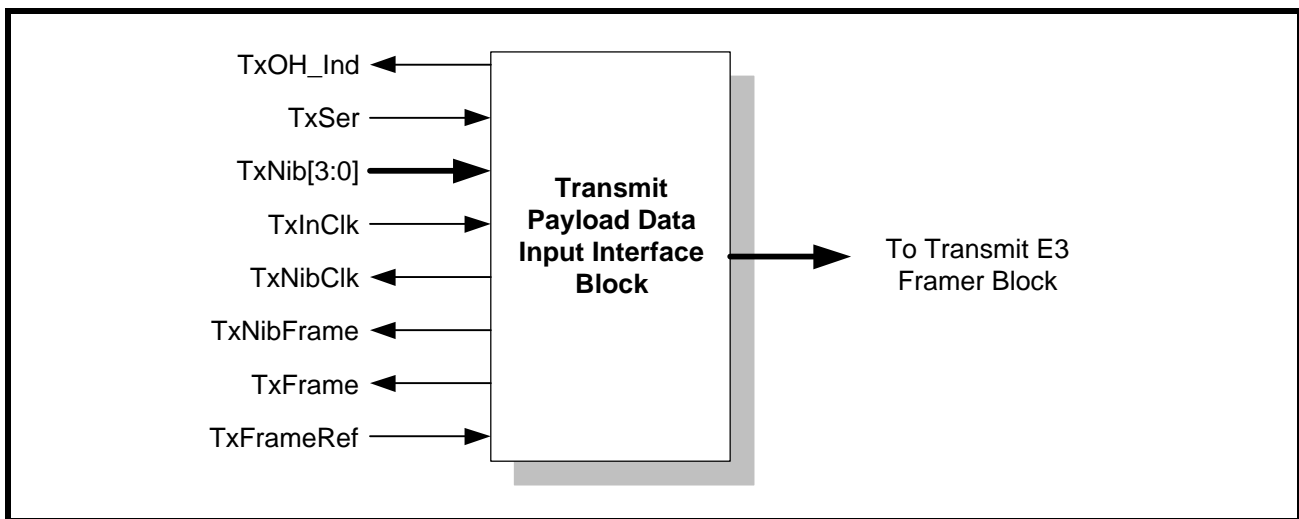 TxOH_Ind
TxSer
TxNib[3:0]
TxInClk
TxNibClk
TxNibFrame
TxFrame
TxFrameRef
Transmit
Payload Data
Input Interface
Block
To Transmit E3
Framer Block